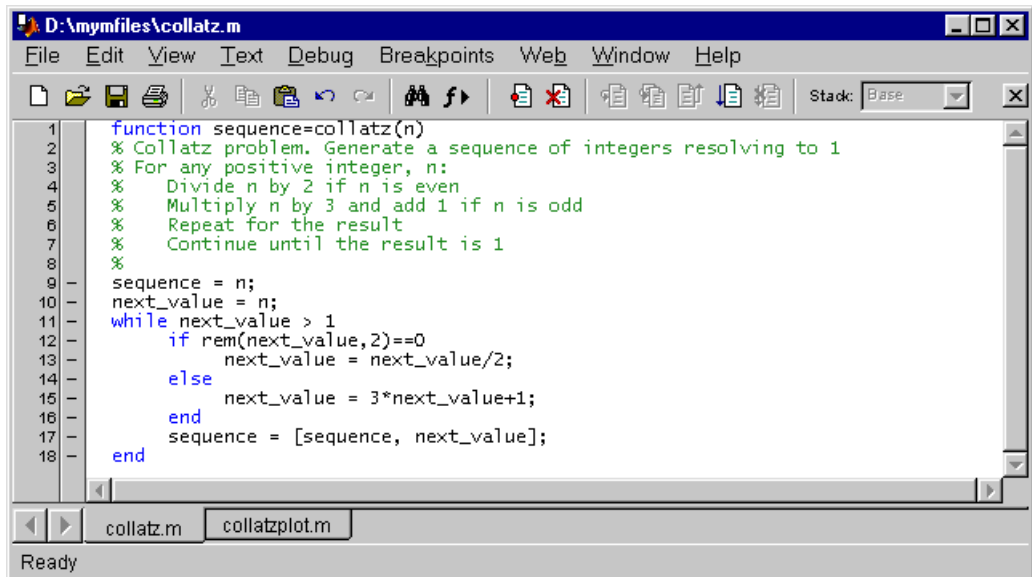 D:\mymfiles\collatz.m
File Edit View Text Debug Breakpoints Web Window Help
Stack: Base
1 function sequence=collatz(n)
2 % Collatz problem. Generate a sequence of integers resolving to 1
3 % For any positive integer, n:
4 %    Divide n by 2 if n is even
5 %    Multiply n by 3 and add 1 if n is odd
6 %    Repeat for the result
7 %    Continue until the result is 1
8 %
9 – sequence = n;
10 – next_value = n;
11 – while next_value > 1
12 –     if rem(next_value,2)==0
13 –         next_value = next_value/2;
14 –     else
15 –         next_value = 3*next_value+1;
16 –     end
17 –     sequence = [sequence, next_value];
18 – end
collatz.m collatzplot.m
Ready